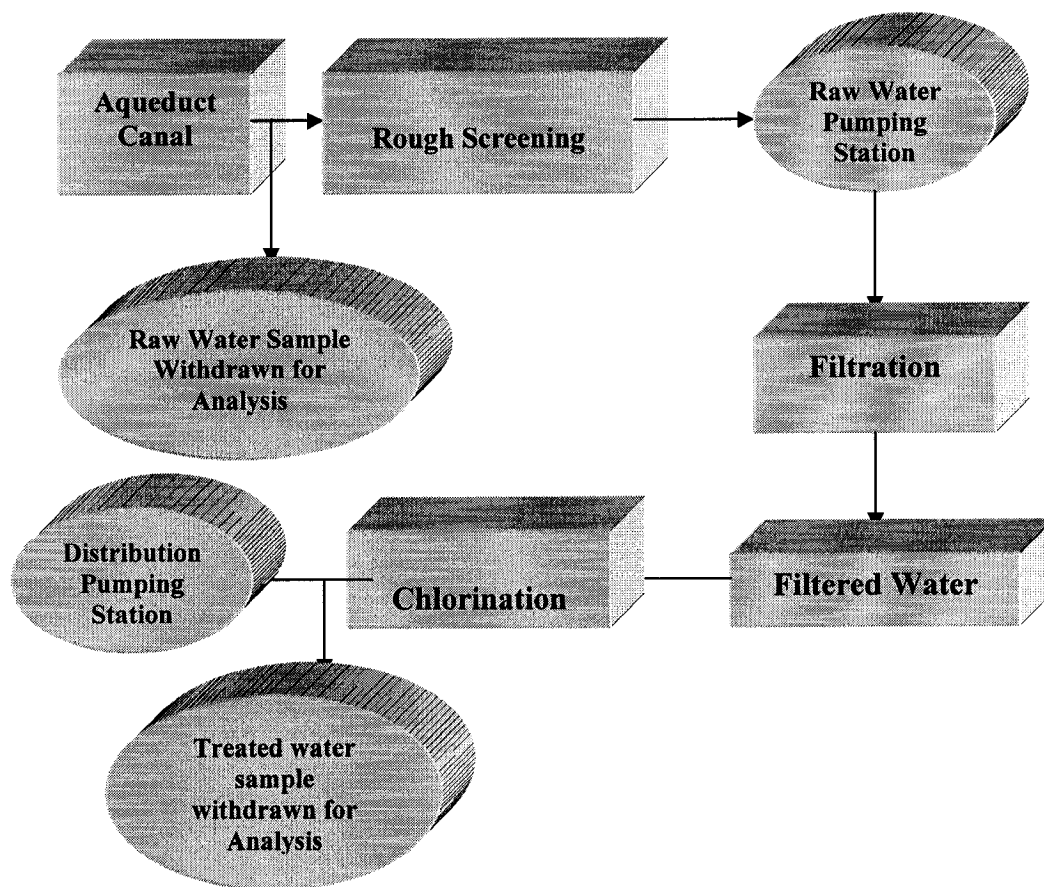 Aqueduct
Canal
Rough Screening
Raw Water
Pumping
Station
Raw Water Sample
Withdrawn for
Analysis
Filtration
Distribution
Pumping
Station
Chlorination
Filtered Water
Treated water
sample
withdrawn for
Analysis